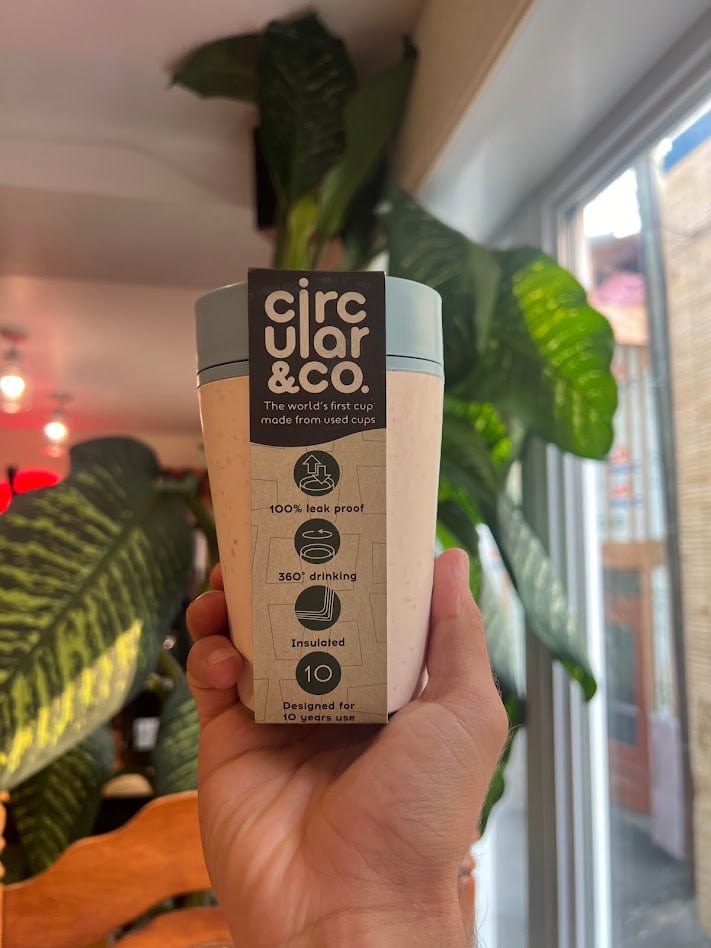 circ
ular
&co.
The world's first cup
made from used cups
100% leak proof
360° drinking
Insulated
10
Designed for
10 years use